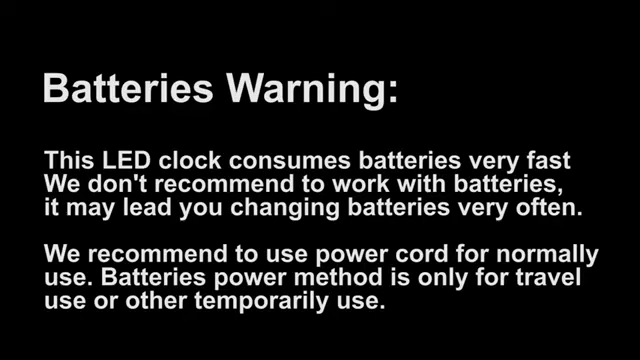 Batteries Warning:
This LED clock consumes batteries very fast
We don't recommend to work with batteries,
it may lead you changing batteries very often.
We recommend to use power cord for normally
use. Batteries power method is only for travel
use or other temporarily use.